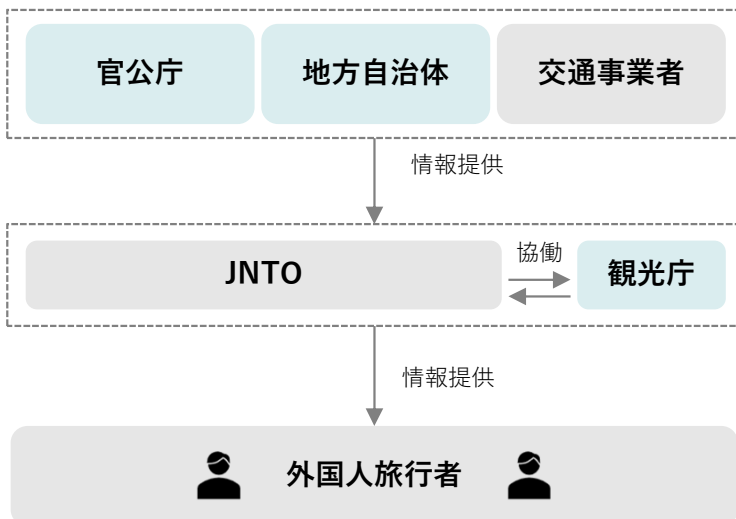 官公庁
地方自治体
交通事業者
情報提供
JNTO
協働
観光庁
情報提供
外国人旅行者